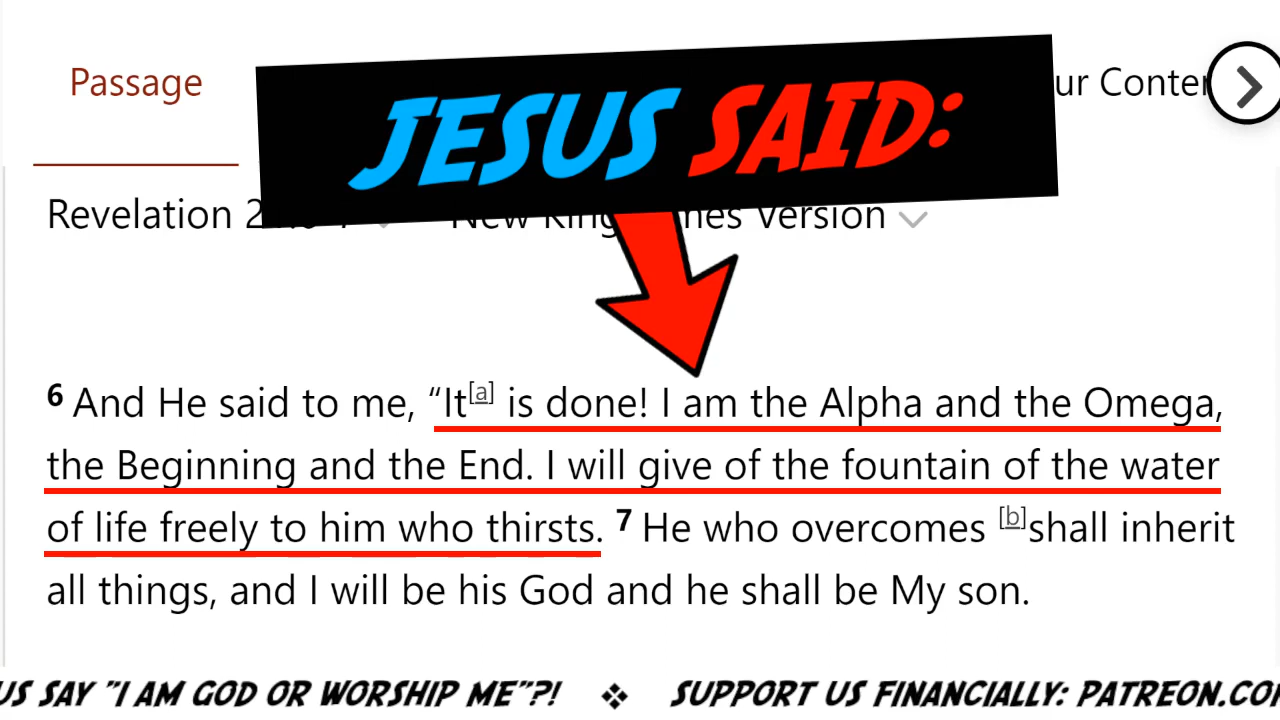 JESUS SAID:
Passage
ur Conten
Revelation 2
New King mes Version
6 And He said to me, “It[a] is done! I am the Alpha and the Omega,
the Beginning and the End. I will give of the fountain of the water
of life freely to him who thirsts. 7 He who overcomes [b]shall inherit
all things, and I will be his God and he shall be My son.
US SAY "I AM GOD OR WORSHIP ME"?! ❖ SUPPORT US FINANCIALLY: PATREON.CO